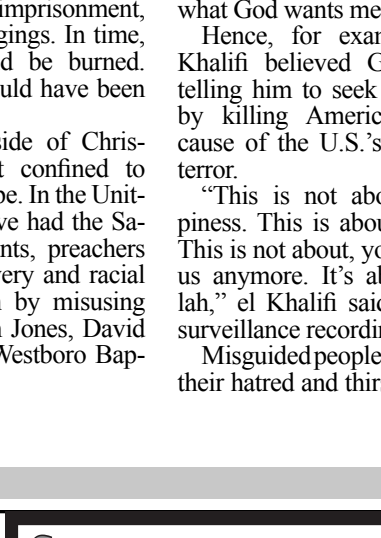 imprisonment,
gings. In time,
d be burned.
uld have been
side of Chris-
t confined to
pe. In the Unit-
ve had the Sa-
nts, preachers
very and racial
n by misusing
n Jones, David
Westboro Bap-
what God wants me
Hence, for exam
Khalifi believed G
telling him to seek
by killing Americ
cause of the U.S.'s
terror.
“This is not abo
piness. This is abou
This is not about, yo
us anymore. It's ab
lah,” el Khalifi said
surveillance recordin
Misguided people
their hatred and thirs